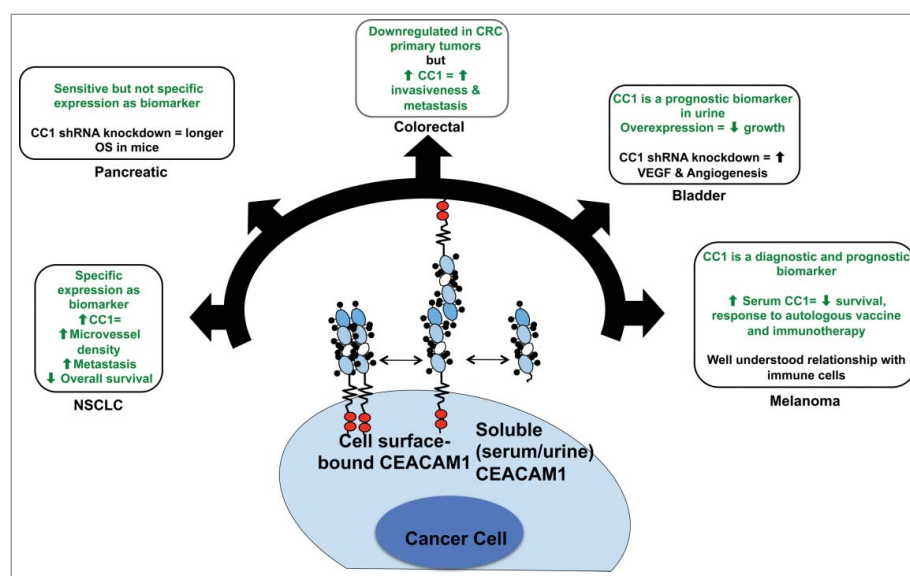 Downregulated in CRC
primary tumors
but
⬆ CC1 = ⬆
invasiveness &
metastasis
Colorectal
Sensitive but not specific
expression as biomarker
CC1 shRNA knockdown = longer
OS in mice
Pancreatic
CC1 is a prognostic biomarker
in urine
Overexpression = ⬇ growth
CC1 shRNA knockdown = ⬆
VEGF & Angiogenesis
Bladder
Specific
expression as
biomarker
⬆CC1=
⬆Microvessel
density
⬆Metastasis
⬇ Overall survival
NSCLC
CC1 is a diagnostic and prognostic
biomarker
⬆ Serum CC1= ⬇ survival,
response to autologous vaccine
and immunotherapy
Well understood relationship with
immune cells
Melanoma
Cell surface-
bound CEACAM1
Soluble
(serum/urine)
CEACAM1
Cancer Cell